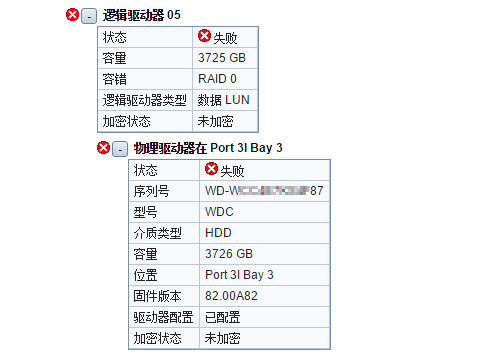 逻辑驱动器 05
状态 失败
容量 3725 GB
容错 RAID 0
逻辑驱动器类型 数据 LUN
加密状态 未加密
物理驱动器在 Port 3I Bay 3
状态 失败
序列号 WD-W 87
型号 WDC
介质类型 HDD
容量 3726 GB
位置 Port 3I Bay 3
固件版本 82.00A82
驱动器配置 已配置
加密状态 未加密